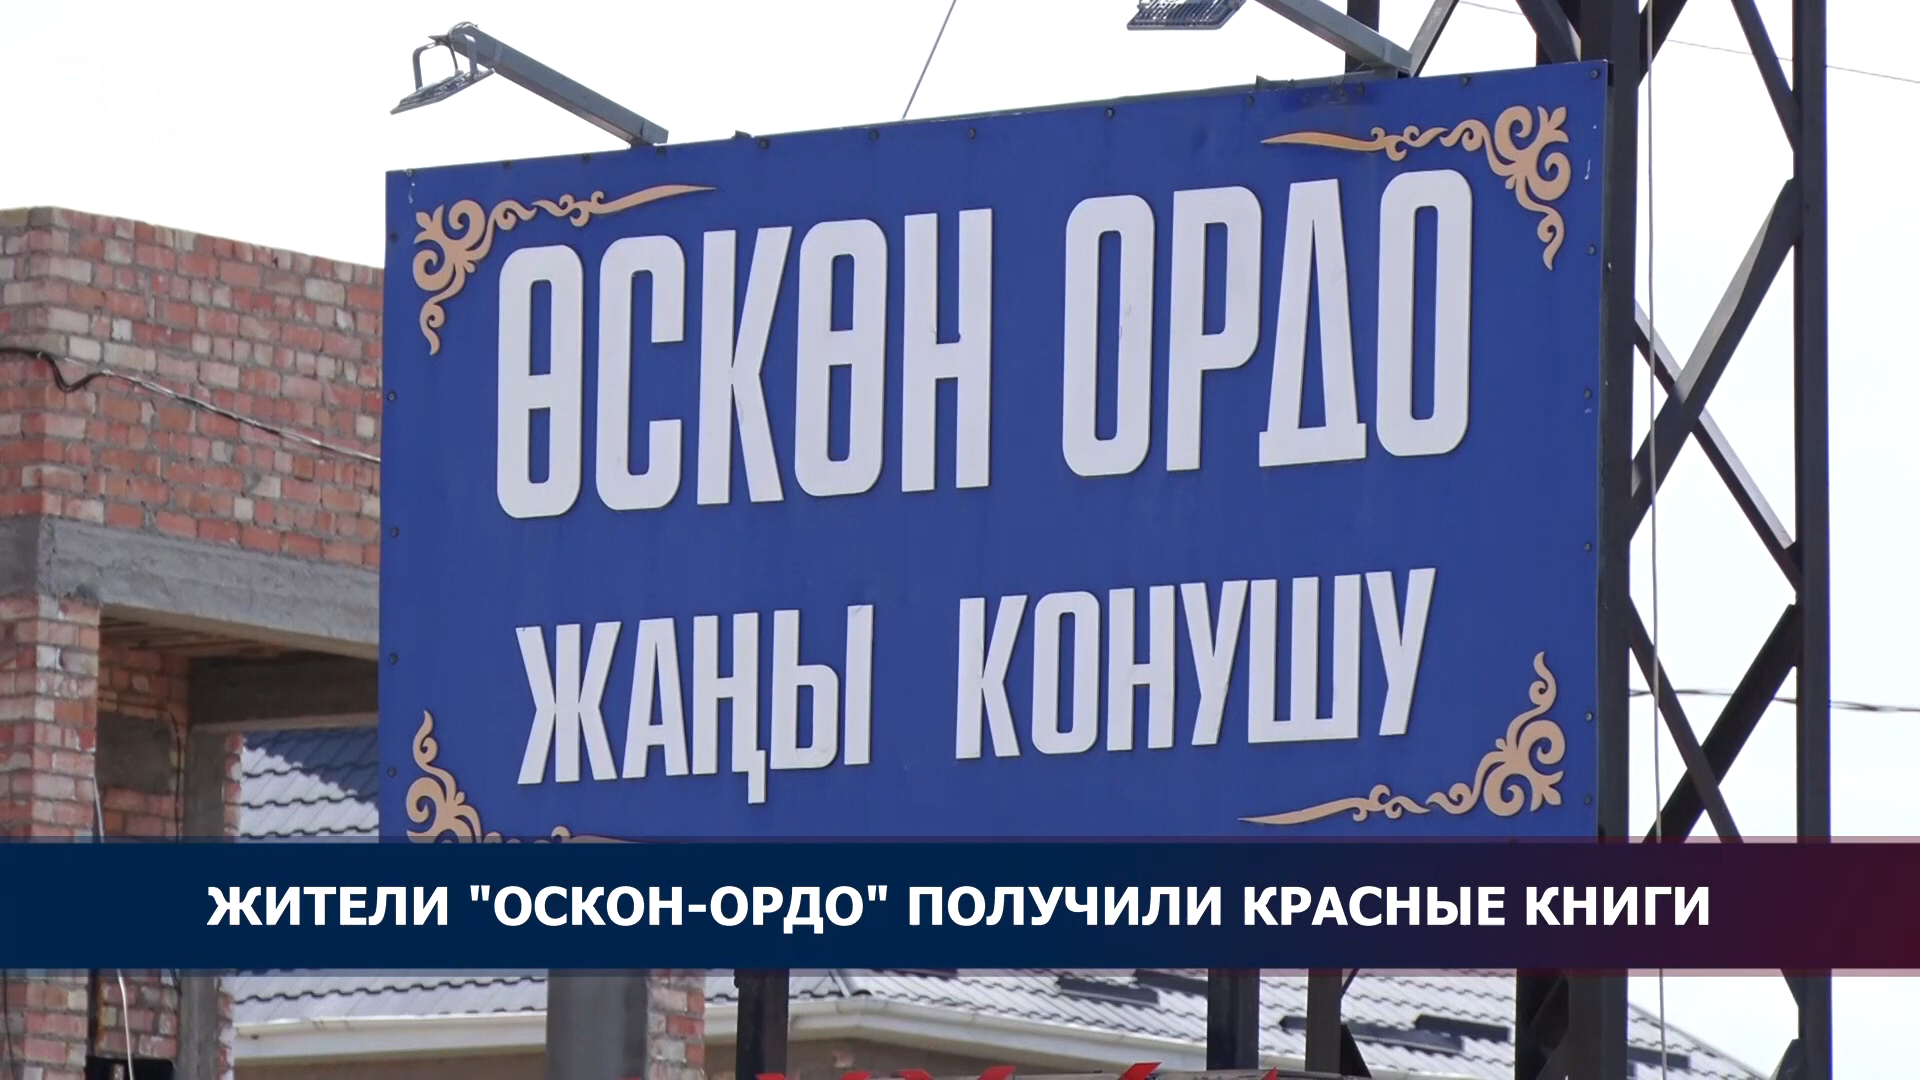 ӨСКӨН ОРДО
ЖАҢЫ КОНУШУ
ЖИТЕЛИ "ОСКОН-ОРДО" ПОЛУЧИЛИ КРАСНЫЕ КНИГИ